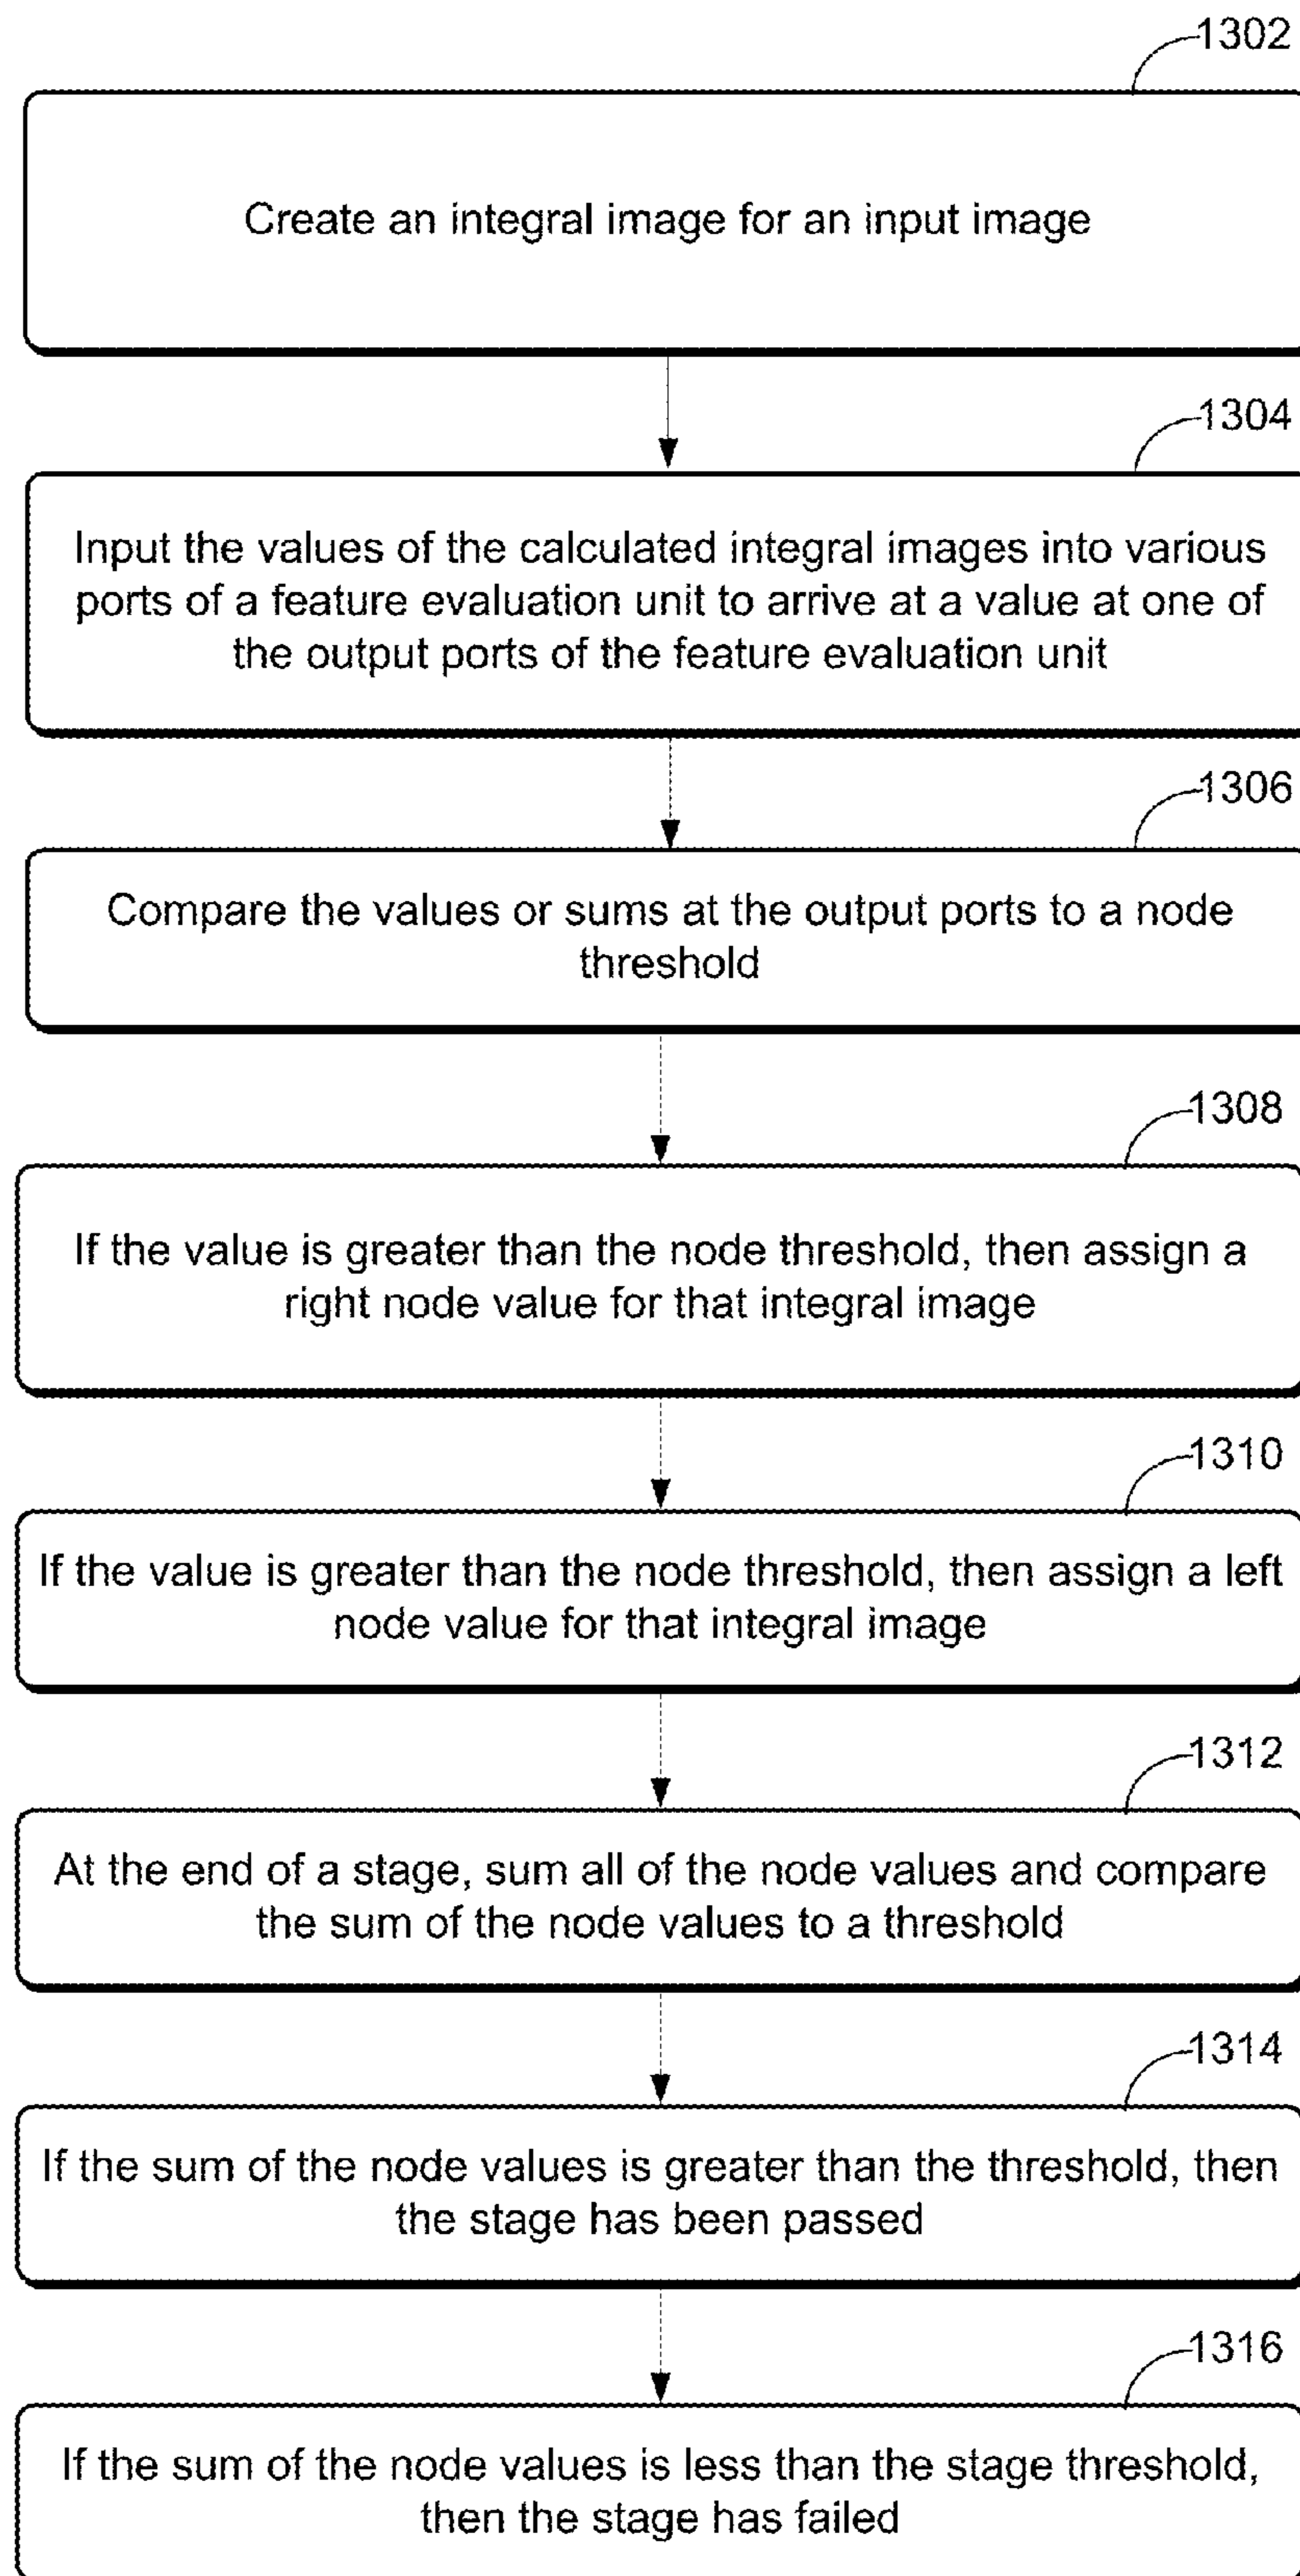 1302
Create an integral image for an input image
1304
Input the values of the calculated integral images into various
ports of a feature evaluation unit to arrive at a value at one of
the output ports of the feature evaluation unit
1306
Compare the values or sums at the output ports to a node
threshold
1308
If the value is greater than the node threshold, then assign a
right node value for that integral image
1310
If the value is greater than the node threshold, then assign a left
node value for that integral image
1312
At the end of a stage, sum all of the node values and compare
the sum of the node values to a threshold
1314
If the sum of the node values is greater than the threshold, then
the stage has been passed
1316
If the sum of the node values is less than the stage threshold,
then the stage has failed